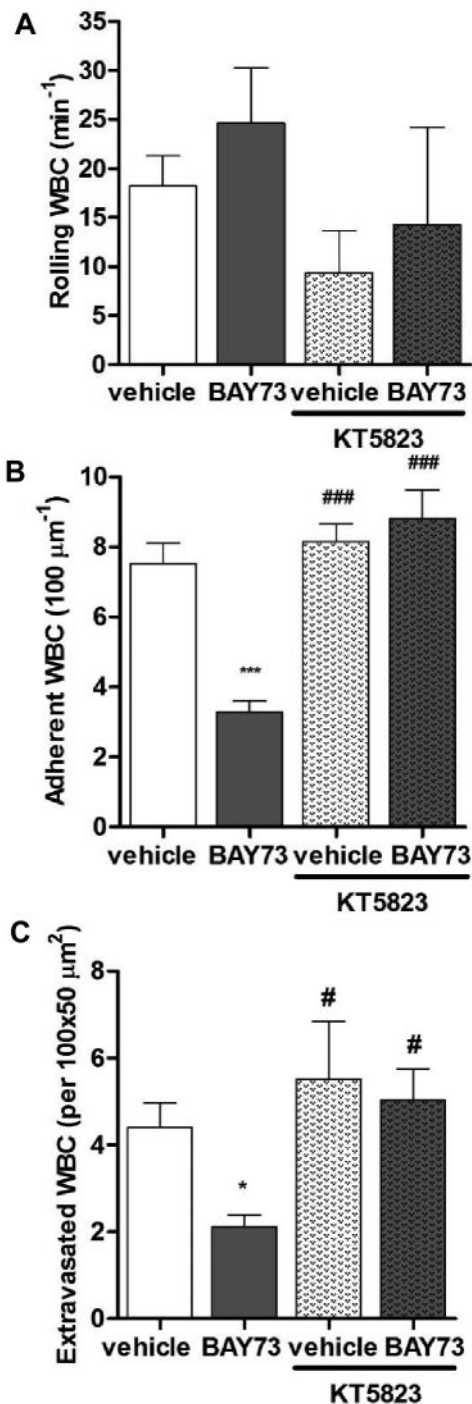 A
Rolling WBC (min⁻¹)
35
30
25
20
15
10
5
0
vehicle BAY73 vehicle BAY73
KT5823
B
Adherent WBC (100 µm⁻¹)
10
8
6
4
2
0
***
###
###
vehicle BAY73 vehicle BAY73
KT5823
C
Extravasated WBC (per 100x50 µm²)
8
6
4
2
0
*
#
#
vehicle BAY73 vehicle BAY73
KT5823